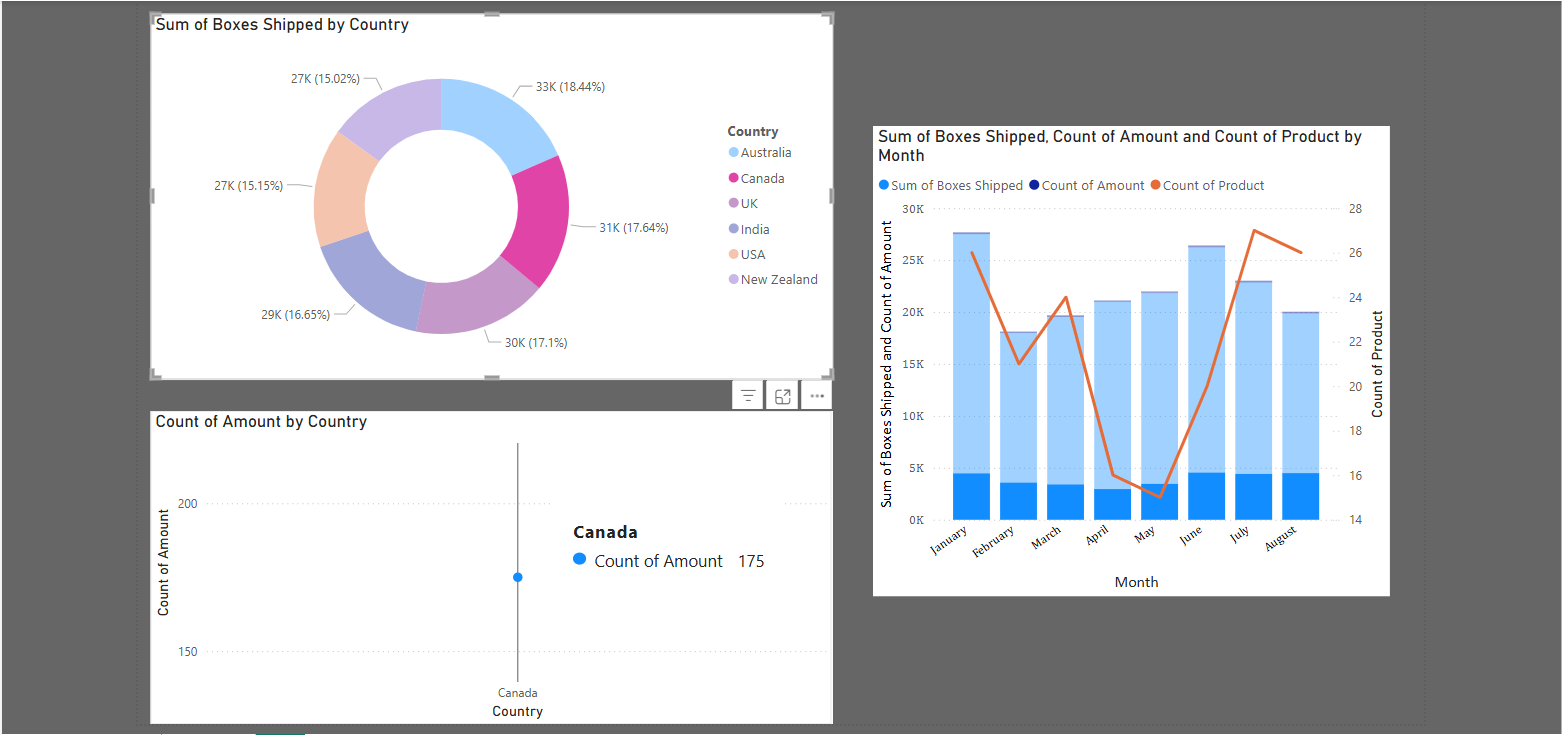 Sum of Boxes Shipped by Country
27K (15.02%)
33K (18.44%)
27K (15.15%)
31K (17.64%)
29K (16.65%)
30K (17.1%)
Country
Australia
Canada
UK
India
USA
New Zealand
Count of Amount by Country
Count of Amount
200
150
Canada
Count of Amount 175
Canada
Country
Sum of Boxes Shipped, Count of Amount and Count of Product by
Month
Sum of Boxes Shipped Count of Amount Count of Product
Sum of Boxes Shipped and Count of Amount
30K
25K
20K
15K
10K
5K
0K
28
26
24
22
20
18
16
14
Count of Product
January
February
March
April
May
June
July
August
Month